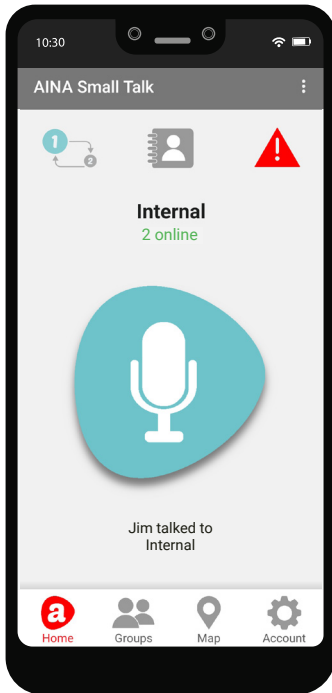 10:30
AINA Small Talk
1
2
Internal
2 online
Jim talked to
Internal
a
Home
Groups
Map
Account